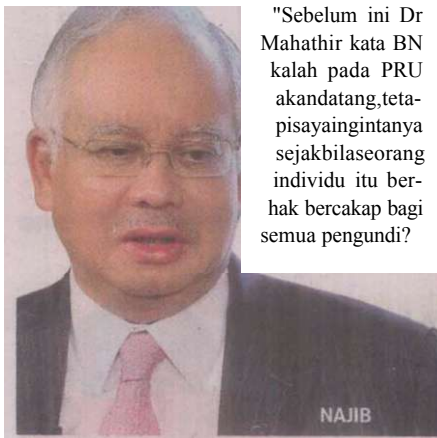 "Sebelum ini Dr
Mahathir kata BN
kalah pada PRU
akandatang,teta-
pisayaingintanya
sejakbilaseorang
individu itu ber-
hak bercakap bagi
semua pengundi?
NAJIB